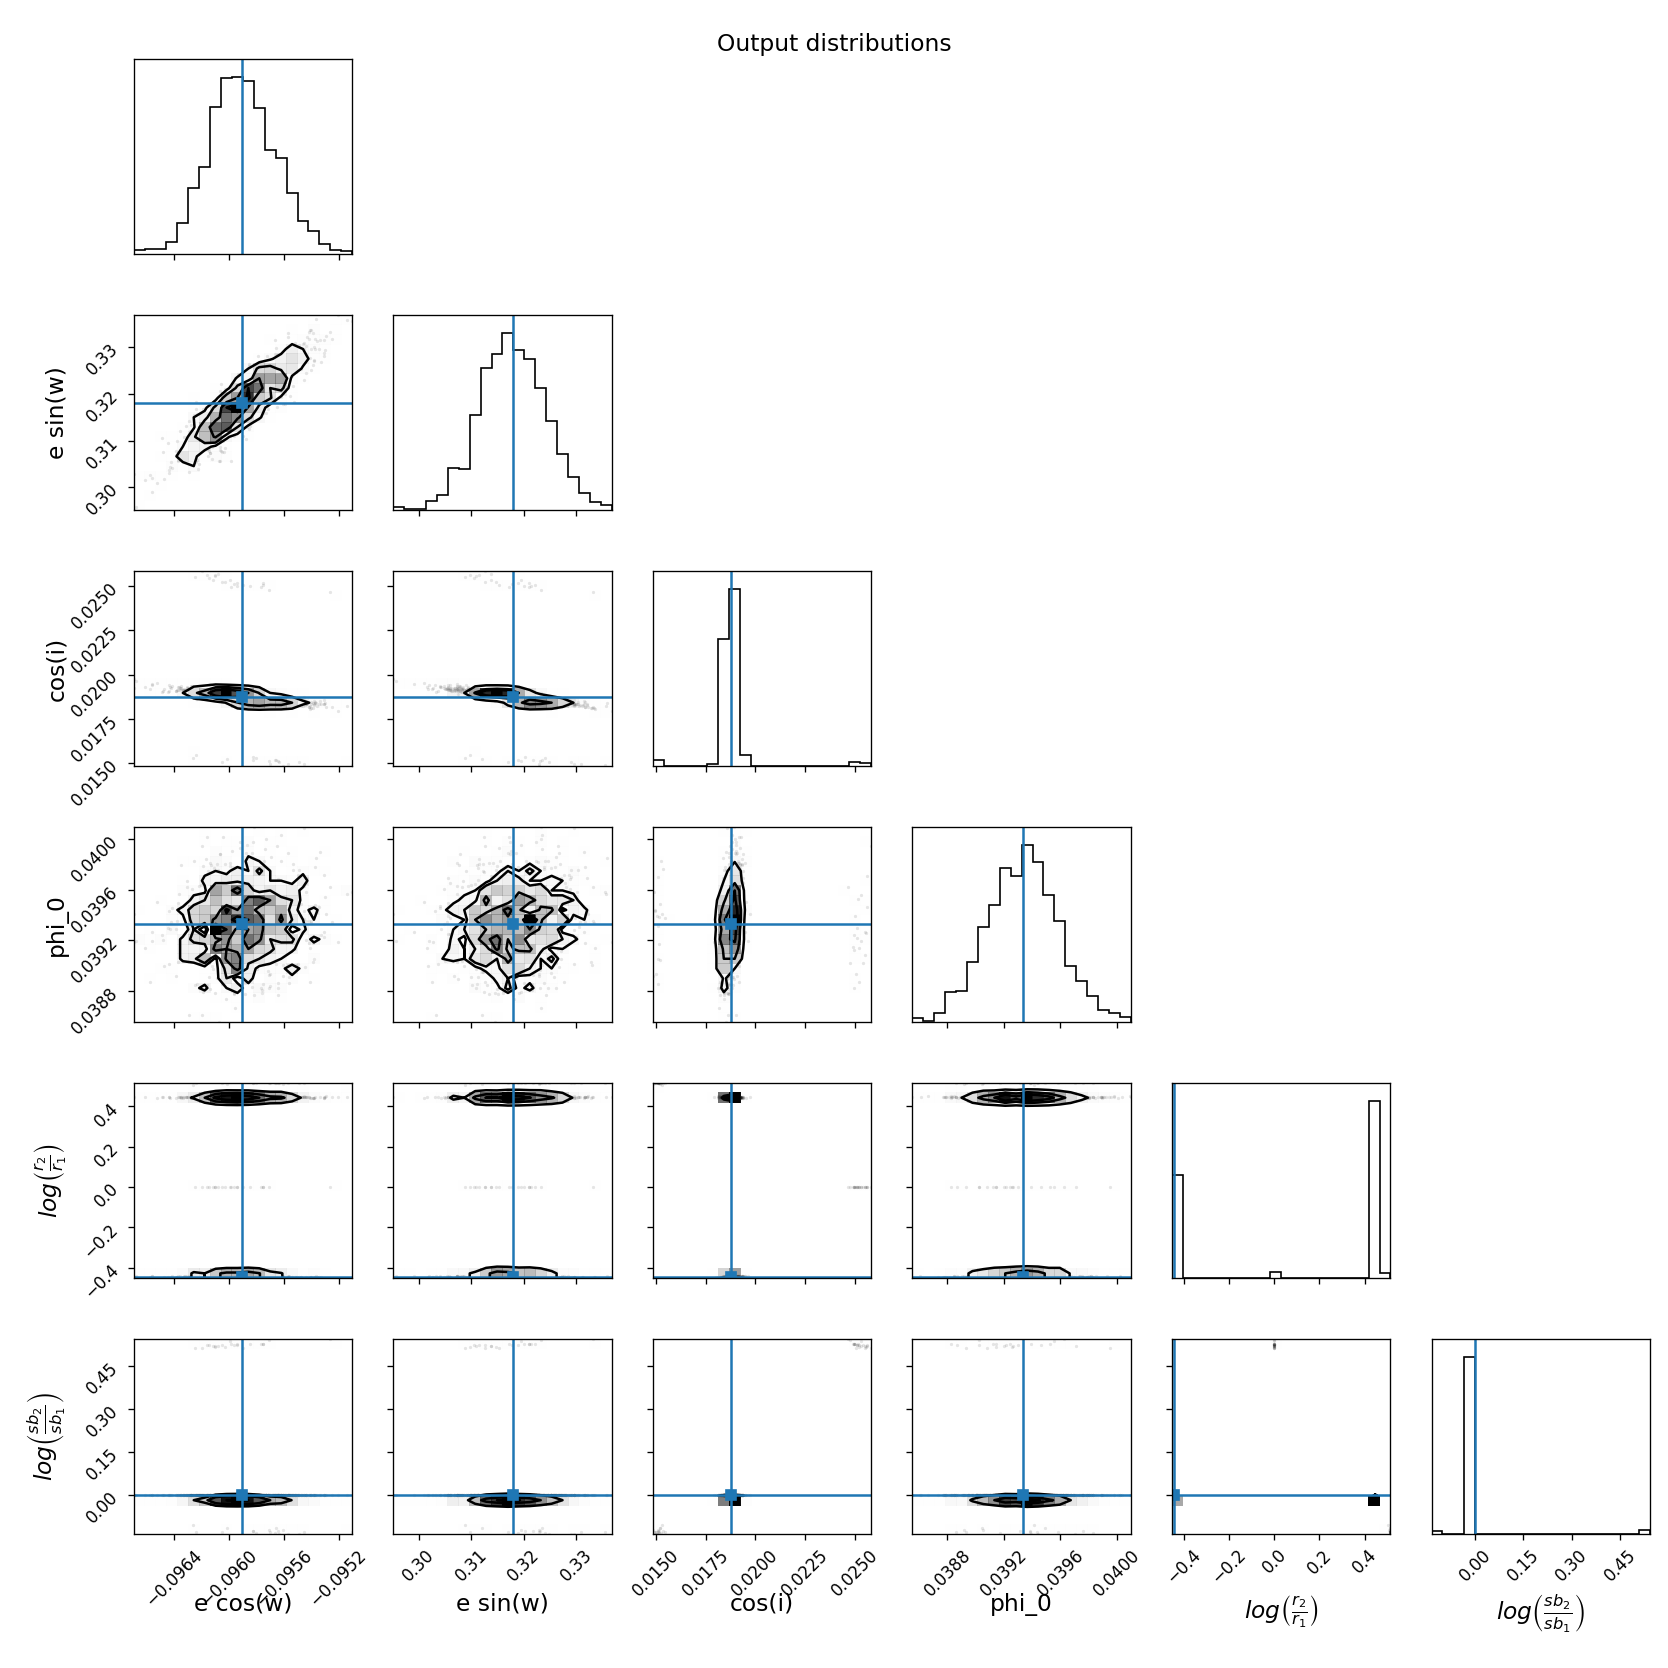 Output distributions
e sin(w)
0.33
0.32
0.31
0.30
cos(i)
0.0250
0.0225
0.0200
0.0175
0.0150
phi_0
0.0400
0.0396
0.0392
0.0388
log(r2/r1)
0.4
0.2
0.0
−0.2
−0.4
log(sb2/sb1)
0.45
0.30
0.15
0.00
−0.0964 −0.0960 −0.0956 −0.0952 0.30 0.31 0.32 0.33 0.0150 0.0175 0.0200 0.0225 0.0250 0.0388 0.0392 0.0396 0.0400 −0.4 −0.2 0.0 0.2 0.4 0.00 0.15 0.30 0.45
e cos(w) e sin(w) cos(i) phi_0 log(r2/r1) log(sb2/sb1)